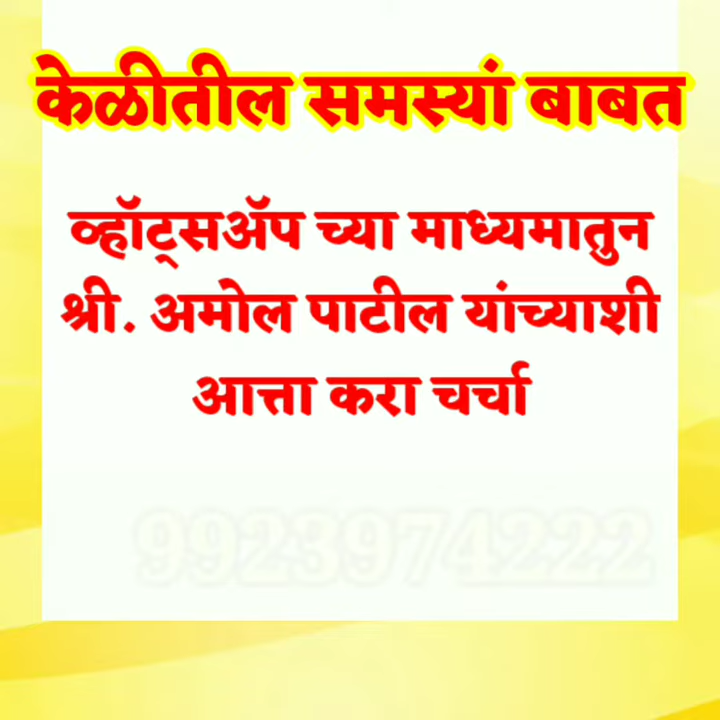 केळीतील समस्यां बाबत
व्हॉट्सॲप च्या माध्यमातुन
श्री. अमोल पाटील यांच्याशी
आत्ता करा चर्चा
9923974222